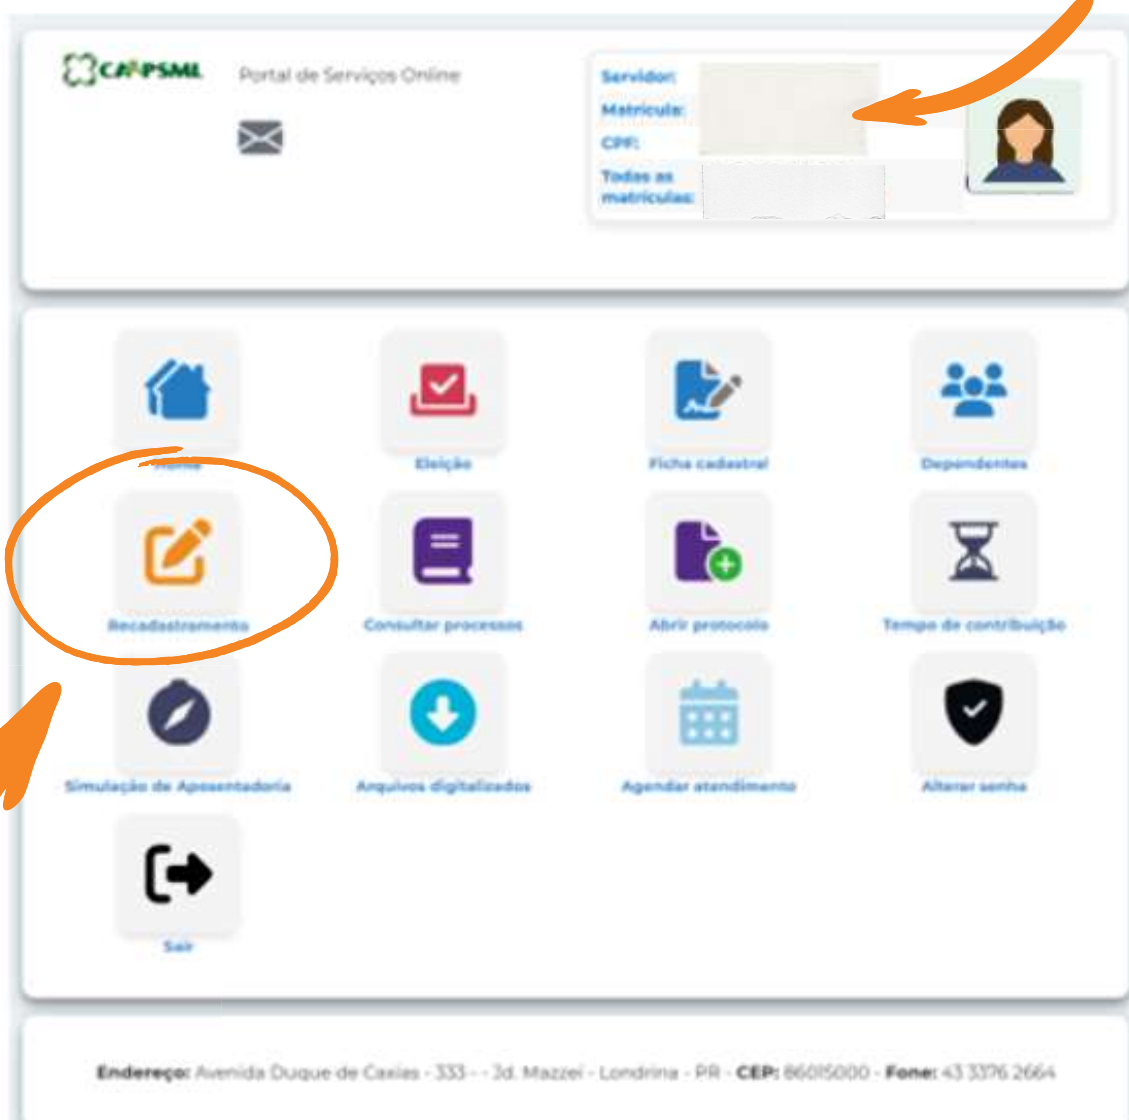 CAAPSML
Portal de Serviços Online
Servidor:
Matrícula:
CPF:
Todas as
matrículas:
Home
Eleição
Ficha cadastral
Dependentes
Recadastramento
Consultar processos
Abrir protocolo
Tempo de contribuição
Simulação de Aposentadoria
Arquivos digitalizados
Agendar atendimento
Alterar senha
Sair
Endereço: Avenida Duque de Caxias - 333 - - Jd. Mazzei - Londrina - PR - CEP: 86015000 - Fone: 43 3376 2664